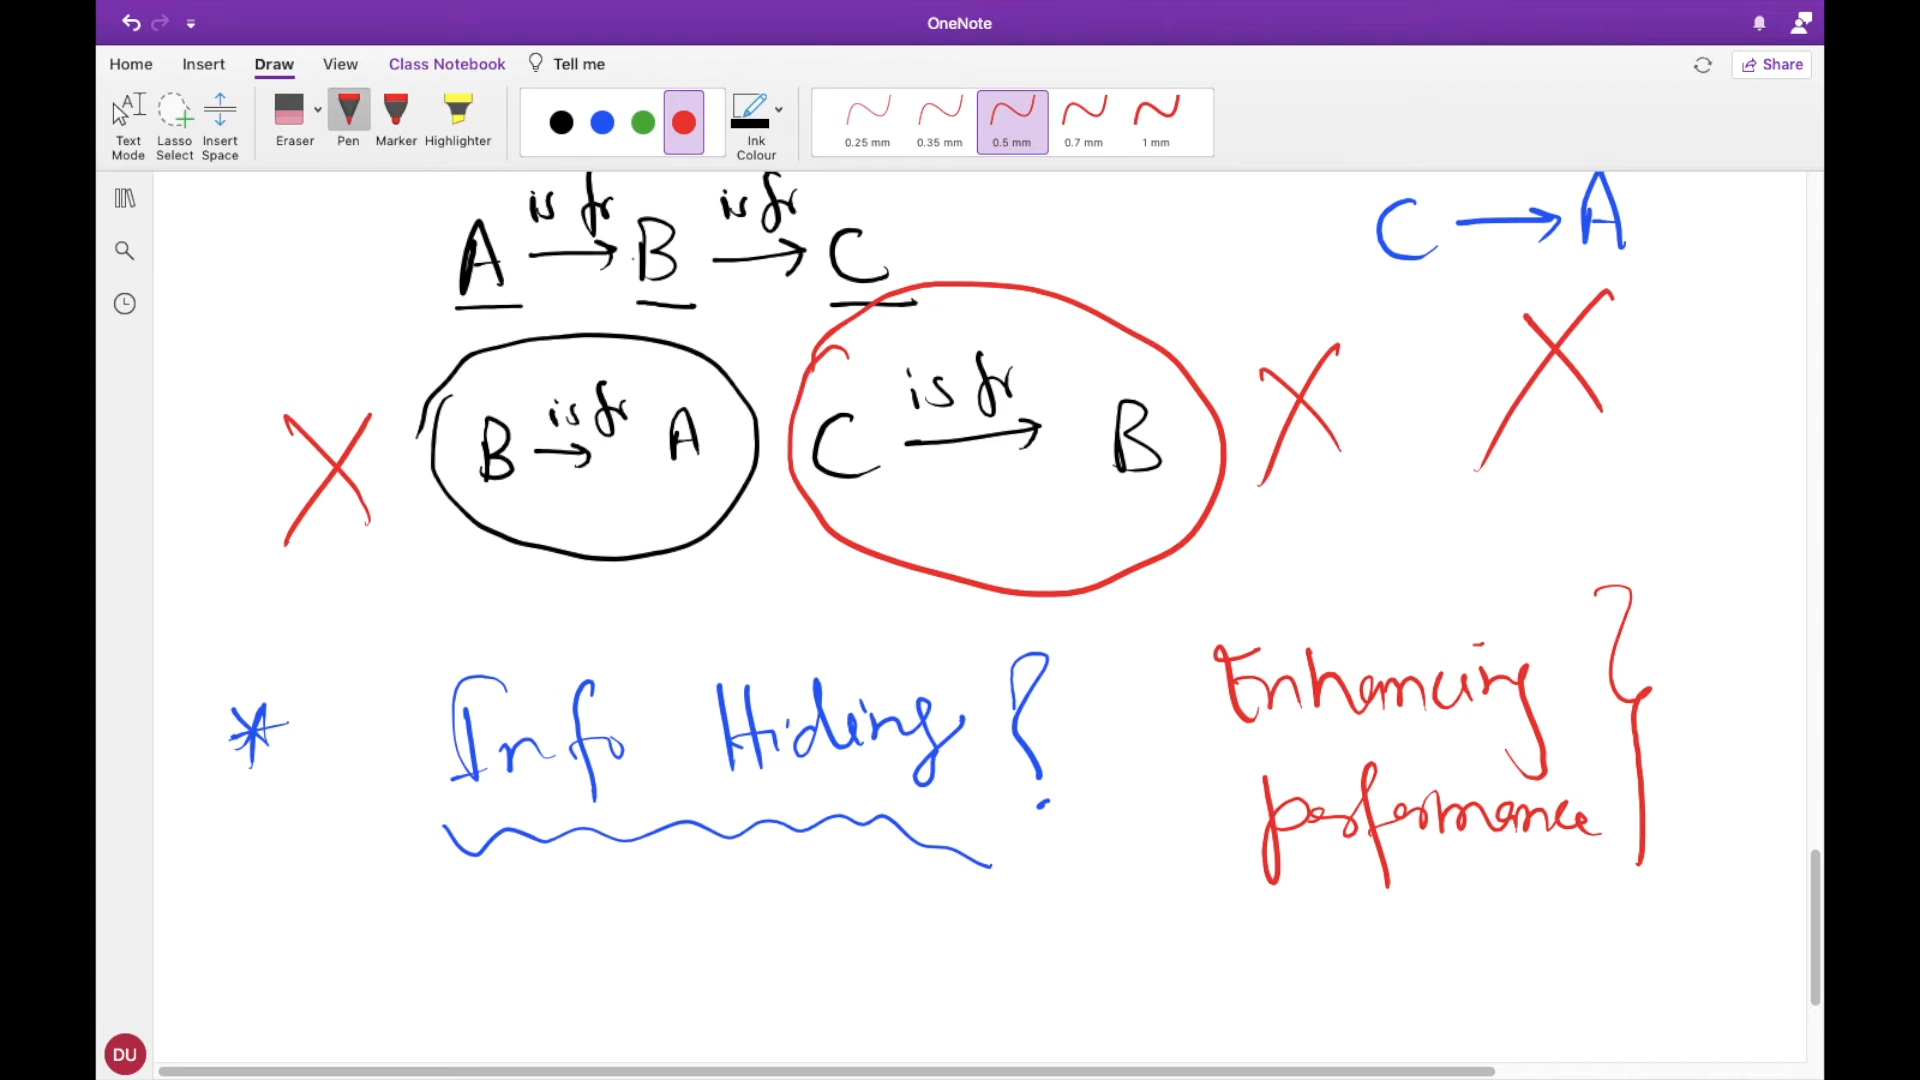 OneNote
Home Insert Draw View Class Notebook Tell me Share
Text Mode Lasso Select Insert Space Eraser Pen Marker Highlighter Ink Colour 0.25 mm 0.35 mm 0.5 mm 0.7 mm 1 mm
is fr is fr
A → B → C
C → A
is fr
B → A
is fr
C → B
* Info Hiding?
Enhancing
performance
DU